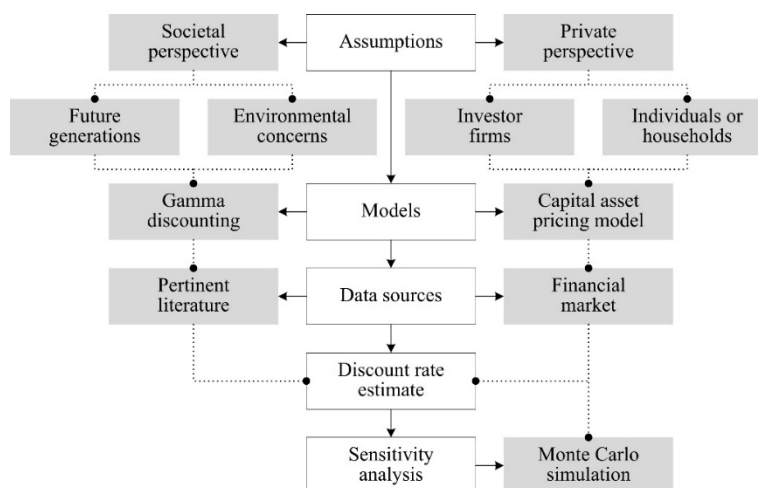 Societal
perspective
Assumptions
Private
perspective
Future
generations
Environmental
concerns
Investor
firms
Individuals or
households
Gamma
discounting
Models
Capital asset
pricing model
Pertinent
literature
Data sources
Financial
market
Discount rate
estimate
Sensitivity
analysis
Monte Carlo
simulation